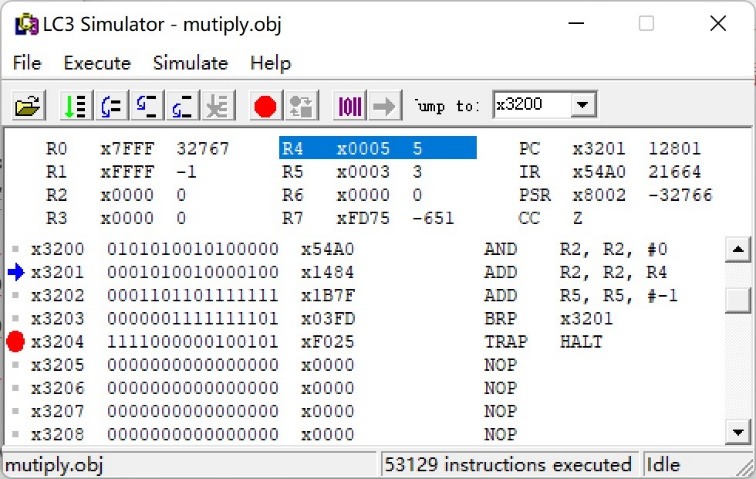 LC3 Simulator - mutiply.obj
File Execute Simulate Help
Jump to: x3200
R0 x7FFF 32767 R4 x0005 5 PC x3201 12801
R1 xFFFF -1 R5 x0003 3 IR x54A0 21664
R2 x0000 0 R6 x0000 0 PSR x8002 -32766
R3 x0000 0 R7 xFD75 -651 CC Z
x3200 0101010010100000 x54A0 AND R2, R2, #0
x3201 0001010010000100 x1484 ADD R2, R2, R4
x3202 0001101101111111 x1B7F ADD R5, R5, #-1
x3203 0000001111111101 x03FD BRP x3201
x3204 1111000000100101 xF025 TRAP HALT
x3205 0000000000000000 x0000 NOP
x3206 0000000000000000 x0000 NOP
x3207 0000000000000000 x0000 NOP
x3208 0000000000000000 x0000 NOP
mutiply.obj 53129 instructions executed Idle